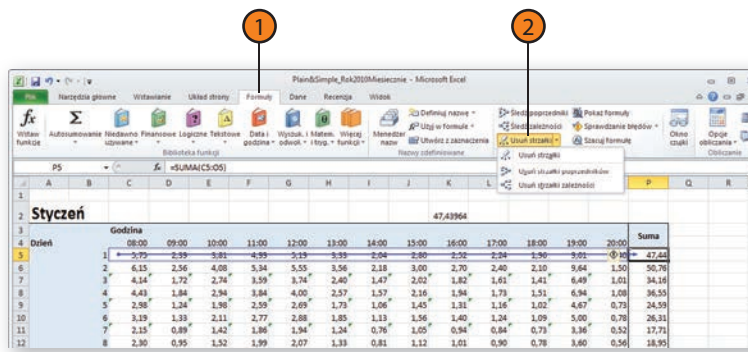 1 2
Plain&Simple_Rok2010Miesiecznie - Microsoft Excel
Plik Narzędzia główne Wstawianie Układ strony Formuły Dane Recenzja Widok
Wstaw funkcję
Autosumowanie Niedawno używane Finansowe Logiczne Tekstowe Data i godzina Wyszuk. i odwoł. Matem. i tryg. Więcej funkcji
Biblioteka funkcji
Menedżer nazw
Definiuj nazwę
Użyj w formule
Utwórz z zaznaczenia
Nazwy zdefiniowane
Śledź poprzedniki
Śledź zależności
Usuń strzałki
Pokaż formuły
Sprawdzanie błędów
Szacuj formułę
Okno czujki
Opcje obliczania
Obliczanie
Usuń strzałki
Usuń strzałki poprzedników
Usuń strzałki zależności
P5 fx =SUMA(C5:O5)
A B C D E F G H I J K L P Q R
1
2 Styczeń 47,43964
3 Godzina Suma
4 Dzień 08:00 09:00 10:00 11:00 12:00 13:00 14:00 15:00 16:00 17:00 18:00 19:00 20:00
5 1 5,75 2,39 3,81 4,99 5,19 3,33 2,04 2,80 2,52 2,24 1,90 9,01 47,44
6 2 6,15 2,56 4,08 5,34 5,55 3,56 2,18 3,00 2,70 2,40 2,10 9,64 1,50 50,76
7 3 4,14 1,72 2,74 3,59 3,74 2,40 1,47 2,02 1,82 1,61 1,41 6,49 1,01 34,16
8 4 4,43 1,84 2,94 3,84 4,00 2,57 1,57 2,16 1,94 1,73 1,51 6,94 1,08 36,55
9 5 2,98 1,24 1,98 2,59 2,69 1,73 1,06 1,45 1,31 1,16 1,02 4,67 0,73 24,59
10 6 3,19 1,33 2,11 2,77 2,88 1,85 1,13 1,56 1,40 1,24 1,09 5,00 0,78 26,31
11 7 2,15 0,89 1,42 1,86 1,94 1,24 0,76 1,05 0,94 0,84 0,73 3,36 0,52 17,71
12 8 2,30 0,95 1,52 1,99 2,07 1,33 0,81 1,12 1,01 0,90 0,78 3,60 0,56 18,95